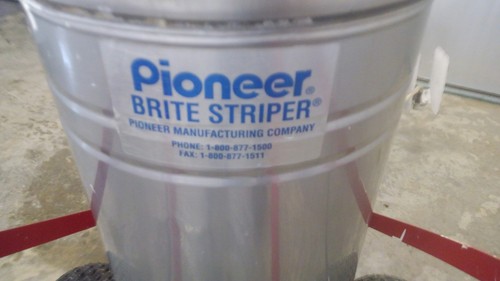 Pioneer®
BRITE STRIPER®
PIONEER MANUFACTURING COMPANY
PHONE: 1-800-877-1500
FAX: 1-800-877-1511